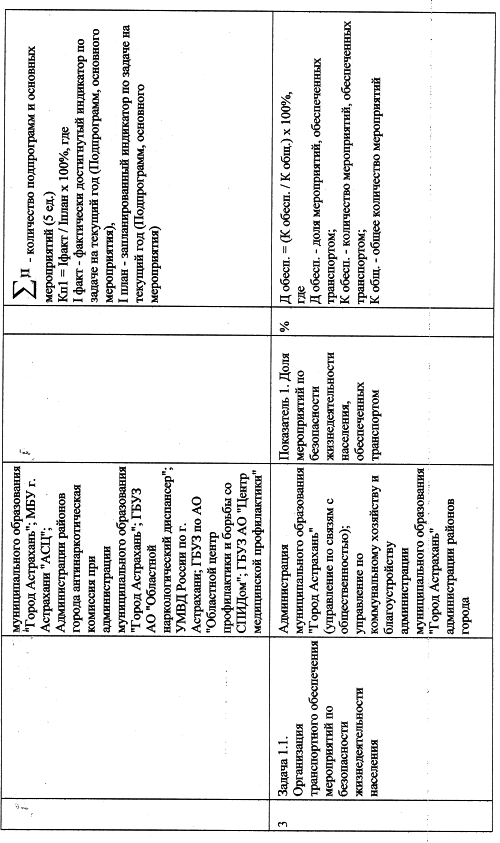 муниципального образования
"Город Астрахань"; МБУ г.
Астрахани "АСЦ";
Администрации районов
города антинаркотическая
комиссия при
администрации
муниципального образования
"Город Астрахань"; ГБУЗ
АО "Областной
наркологический диспансер";
УМВД России по г.
Астрахани; ГБУЗ по АО
"Областной центр
профилактики и борьбы со
СПИДом"; ГБУЗ АО "Центр
медицинской профилактики"
∑П - количество подпрограмм и основных
мероприятий (5 ед.)
Кп1 = Iфакт / Iплан х 100%, где
I факт - фактически достигнутый индикатор по
задаче на текущий год (Подпрограмм, основного
мероприятия),
I план - запланированный индикатор по задаче на
текущий год (Подпрограмм, основного
мероприятия)
3
Задача 1.1.
Организация
транспортного обеспечения
мероприятий по
безопасности
жизнедеятельности
населения
Администрация
муниципального образования
"Город Астрахань"
(управление по связям с
общественностью);
управление по
коммунальному хозяйству и
благоустройству
администрации
муниципального образования
"Город Астрахань"
администрации районов
города
Показатель 1. Доля
мероприятий по
безопасности
жизнедеятельности
населения,
обеспеченных
транспортом
%
Д обесп. = (К обесп. / К общ.) х 100%,
где
Д обесп. - доля мероприятий, обеспеченных
транспортом;
К обесп. - количество мероприятий, обеспеченных
транспортом;
К общ. - общее количество мероприятий